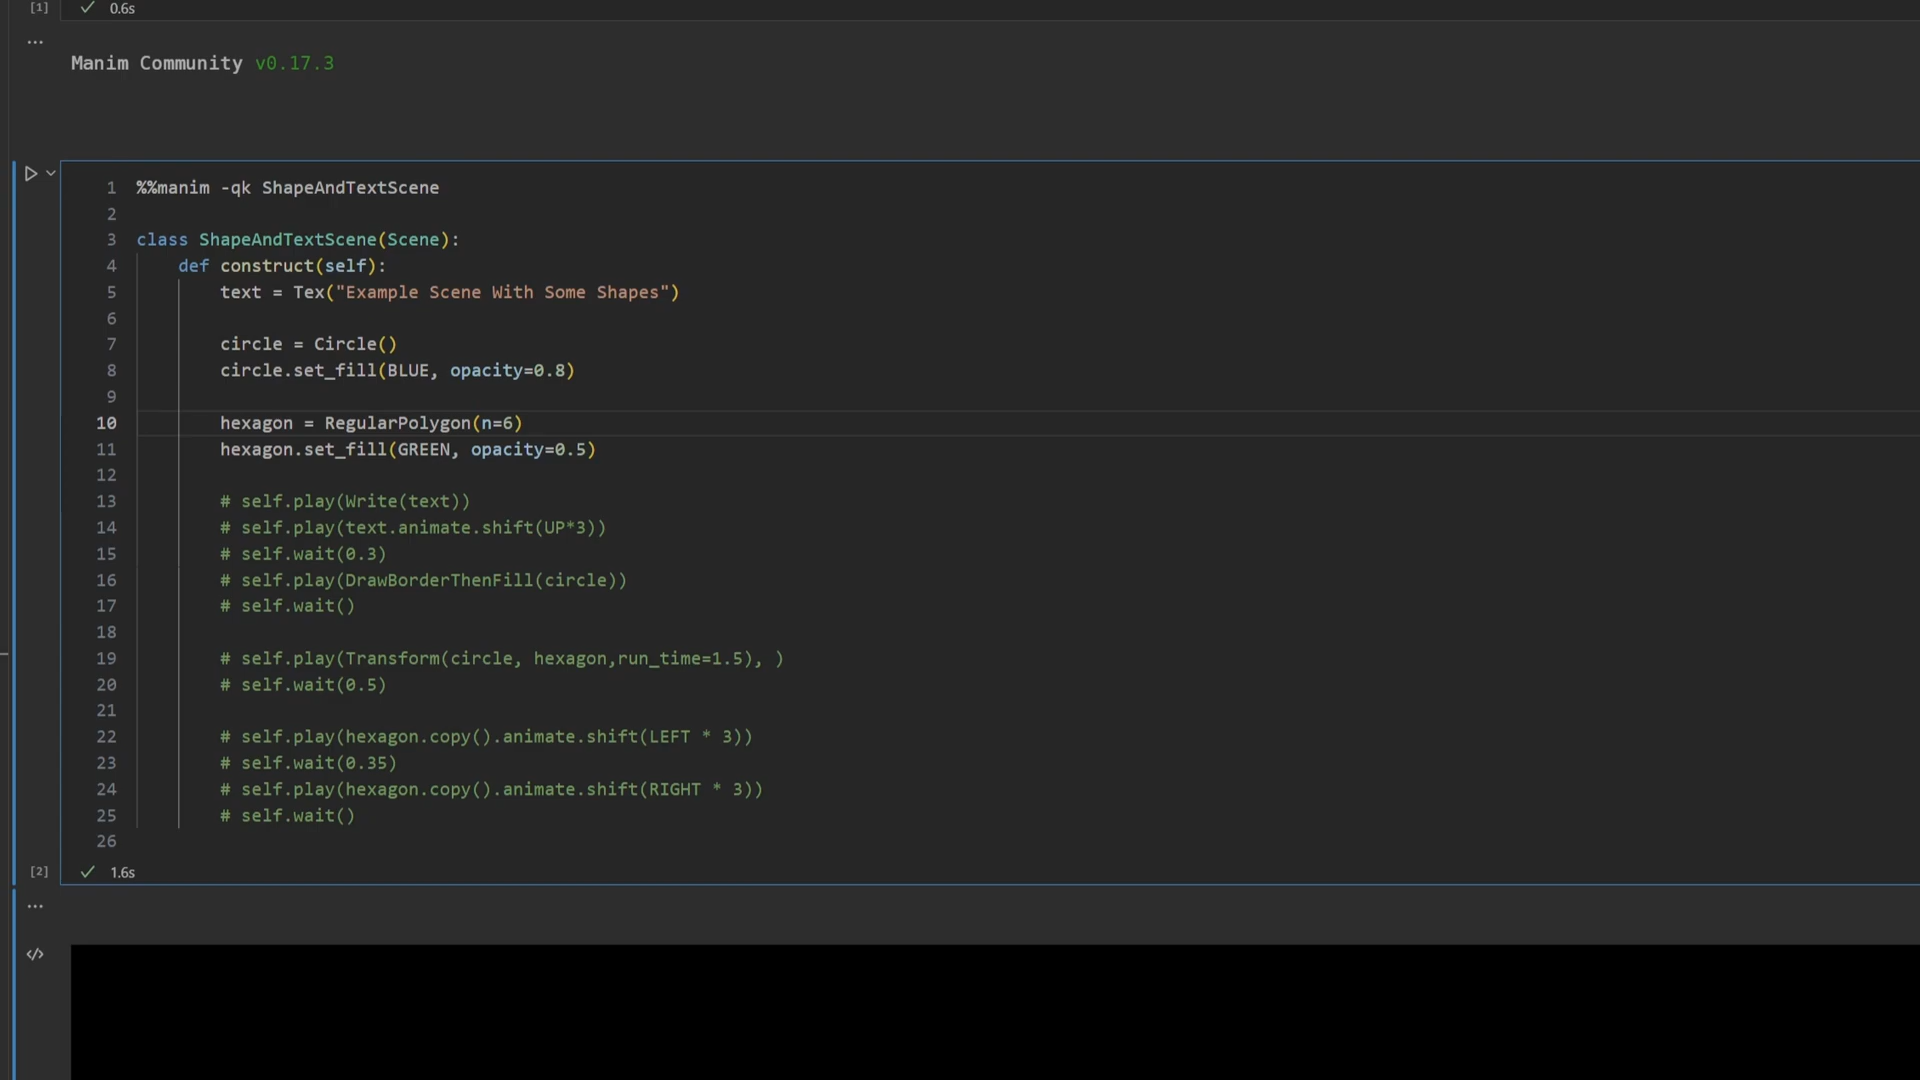 [1] 0.6s
...
Manim Community v0.17.3
1 %%manim -qk ShapeAndTextScene
2
3 class ShapeAndTextScene(Scene):
4 def construct(self):
5 text = Tex("Example Scene With Some Shapes")
6
7 circle = Circle()
8 circle.set_fill(BLUE, opacity=0.8)
9
10 hexagon = RegularPolygon(n=6)
11 hexagon.set_fill(GREEN, opacity=0.5)
12
13 # self.play(Write(text))
14 # self.play(text.animate.shift(UP*3))
15 # self.wait(0.3)
16 # self.play(DrawBorderThenFill(circle))
17 # self.wait()
18
19 # self.play(Transform(circle, hexagon,run_time=1.5), )
20 # self.wait(0.5)
21
22 # self.play(hexagon.copy().animate.shift(LEFT * 3))
23 # self.wait(0.35)
24 # self.play(hexagon.copy().animate.shift(RIGHT * 3))
25 # self.wait()
26
[2] 1.6s
...
</>